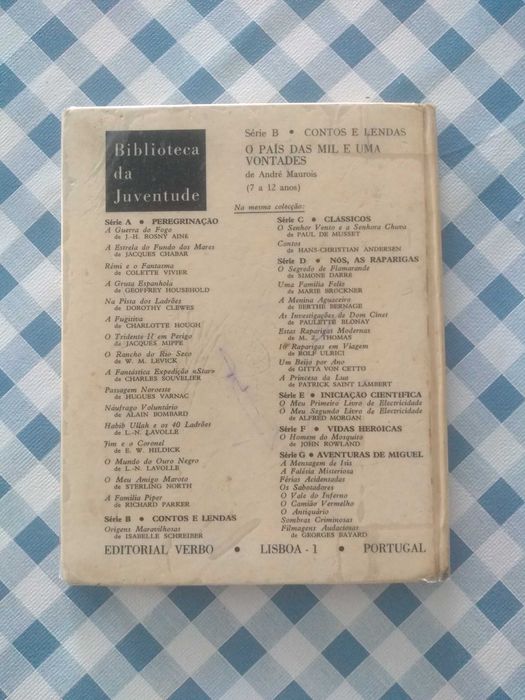 Biblioteca
da
Juventude
Série B • CONTOS E LENDAS
O PAÍS DAS MIL E UMA
VONTADES
de André Maurois
(7 a 12 anos)
Na mesma colecção:
Série A • PEREGRINAÇÃO
A Guerra do Fogo
de J.-H. ROSNY AINÉ
A Estrela do Fundo dos Mares
de JACQUES CHABAR
Rémi e o Fantasma
de COLETTE VIVIER
A Gruta Espanhola
de GEOFFREY HOUSEHOLD
Na Pista dos Ladrões
de DOROTHY CLEWES
A Fugitiva
de CHARLOTTE HOUGH
O Tridente II em Perigo
de JACQUES MIPPE
O Rancho do Rio Seco
de W. M. LEVICK
A Fantástica Expedição «Star»
de CHARLES SOUVELIER
Passagem Noroeste
de HUGUES VARNAC
Náufrago Voluntário
de ALAIN BOMBARD
Habib Ullah e os 40 Ladrões
de L.-N. LAVOLLE
Jim e o Coronel
de E. W. HILDICK
O Mundo do Ouro Negro
de L.-N. LAVOLLE
O Meu Amigo Maroto
de STERLING NORTH
A Família Piper
de RICHARD PARKER
Série B • CONTOS E LENDAS
Origens Maravilhosas
de ISABELLE SCHREIBER
Série C • CLÁSSICOS
O Senhor Vento e a Senhora Chuva
de PAUL DE MUSSET
Contos
de HANS-CHRISTIAN ANDERSEN
Série D • NÓS, AS RAPARIGAS
O Segredo de Flamarande
de SIMONE DARRE
Uma Família Feliz
de MARIE BROCKNER
A Menina Aguaceiro
de BERTHE BERNAGE
As Investigações de Dom Cinet
de PAULETTE BLONAY
Estas Raparigas Modernas
de M. Z. THOMAS
16 Raparigas em Viagem
de ROLF ULRICI
Um Beijo por Ano
de GITTA VON CETTO
A Princesa da Lua
de PATRICK SAINT LAMBERT
Série E • INICIAÇÃO CIENTÍFICA
O Meu Primeiro Livro de Electricidade
O Meu Segundo Livro de Electricidade
de ALFRED MORGAN
Série F • VIDAS HERÓICAS
O Homem do Mosquito
de JOHN ROWLAND
Série G • AVENTURAS DE MIGUEL
A Mensagem de Isis
A Falésia Misteriosa
Férias Acidentadas
Os Sabotadores
O Vale do Inferno
O Camião Vermelho
O Antiquário
Sombras Criminosas
Filmagens Audaciosas
de GEORGES BAYARD
EDITORIAL VERBO • LISBOA - 1 • PORTUGAL